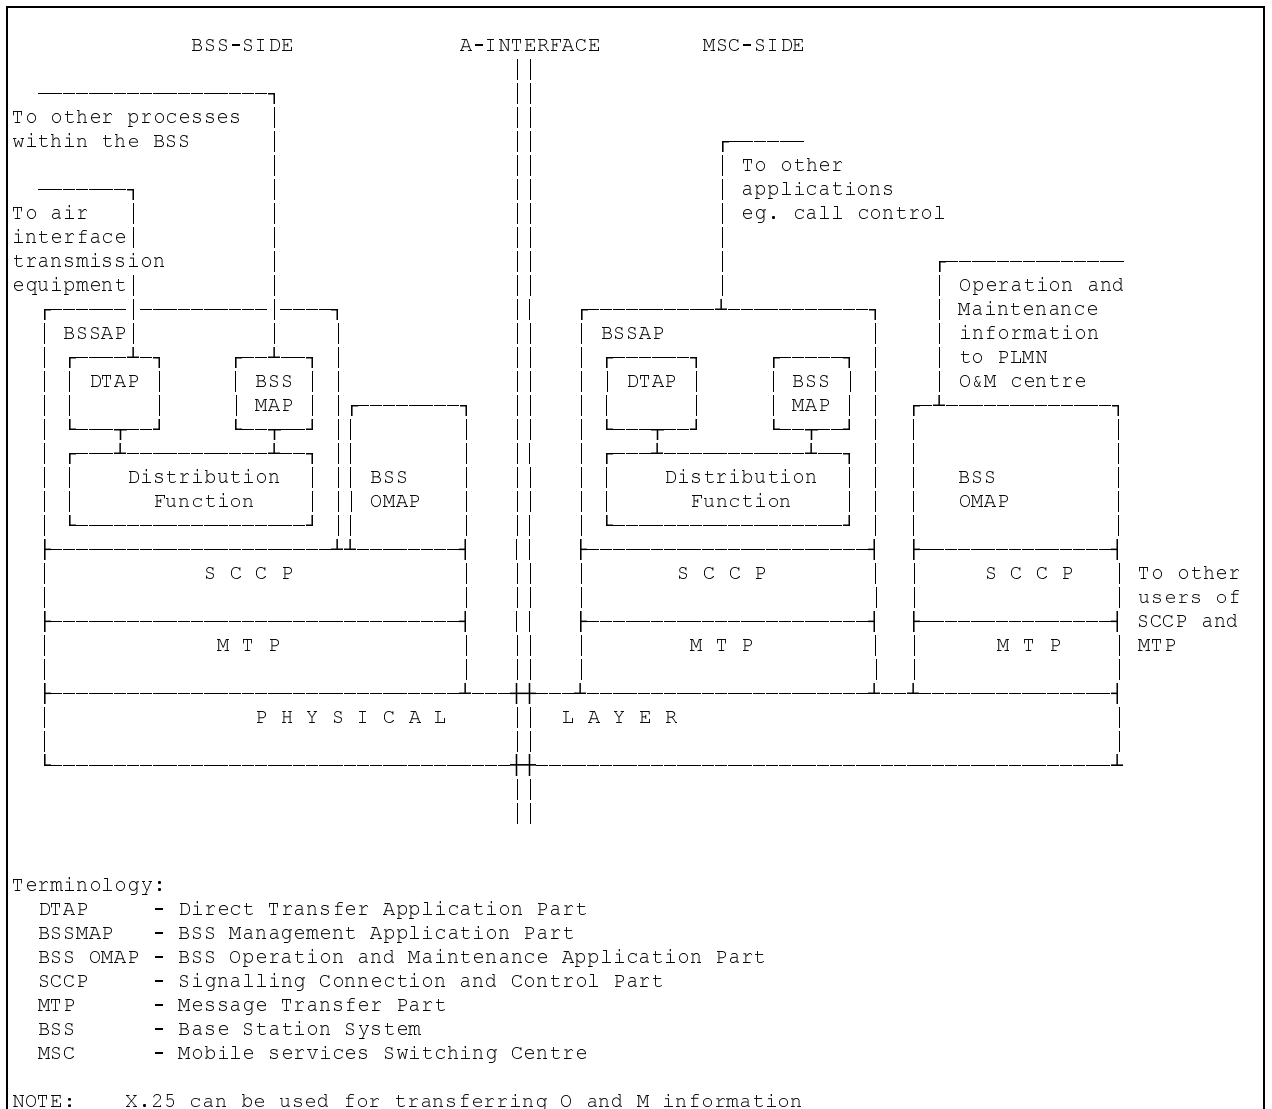 BSS-SIDE A-INTERFACE MSC-SIDE
To other processes
within the BSS
To other
applications
eg. call control
To air
interface
transmission
equipment
Operation and
Maintenance
information
to PLMN
O&M centre
BSSAP
DTAP
BSS
MAP
Distribution
Function
BSS
OMAP
BSSAP
DTAP
BSS
MAP
Distribution
Function
BSS
OMAP
S C C P
S C C P
S C C P
To other
users of
SCCP and
MTP
M T P
M T P
M T P
P H Y S I C A L L A Y E R
Terminology:
DTAP - Direct Transfer Application Part
BSSMAP - BSS Management Application Part
BSS OMAP - BSS Operation and Maintenance Application Part
SCCP - Signalling Connection and Control Part
MTP - Message Transfer Part
BSS - Base Station System
MSC - Mobile services Switching Centre
NOTE: X.25 can be used for transferring O and M information